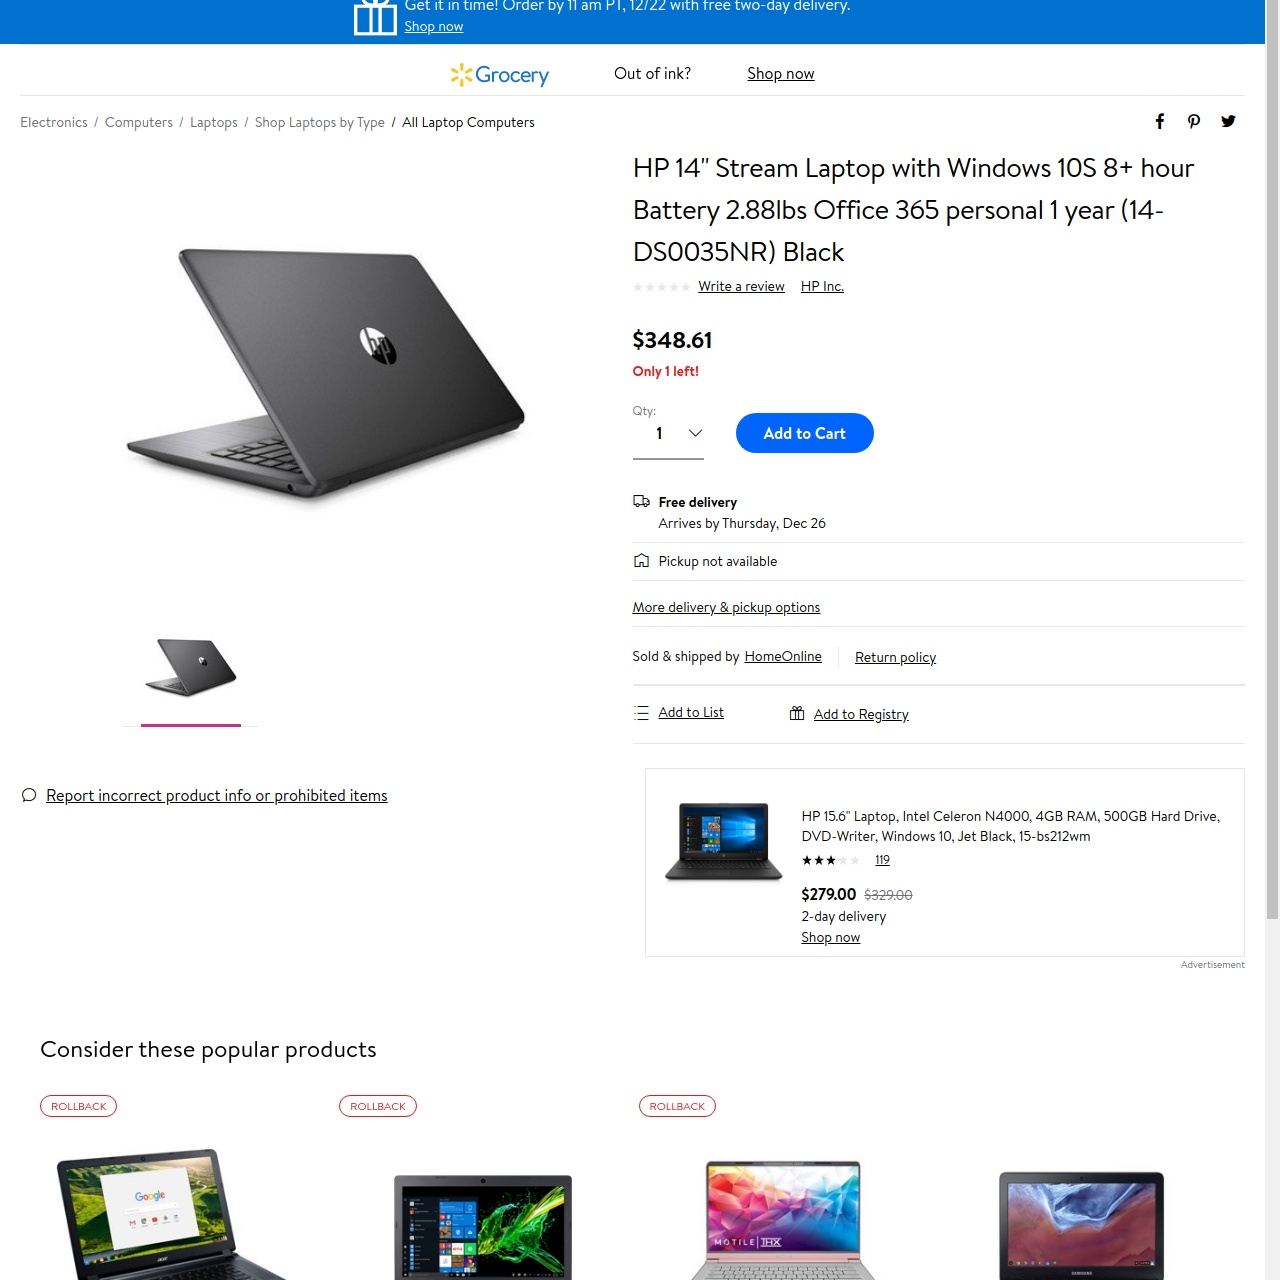 Get it in time! Order by 11 am PT, 12/22 with free two-day delivery.
Shop now
Grocery
Out of ink?
Shop now
Electronics / Computers / Laptops / Shop Laptops by Type / All Laptop Computers
HP 14" Stream Laptop with Windows 10S 8+ hour
Battery 2.88lbs Office 365 personal 1 year (14-
DS0035NR) Black
Write a review
HP Inc.
$348.61
Only 1 left!
Qty:
1
Add to Cart
Free delivery
Arrives by Thursday, Dec 26
Pickup not available
More delivery & pickup options
Sold & shipped by HomeOnline
Return policy
Add to List
Add to Registry
Report incorrect product info or prohibited items
HP 15.6" Laptop, Intel Celeron N4000, 4GB RAM, 500GB Hard Drive,
DVD-Writer, Windows 10, Jet Black, 15-bs212wm
119
$279.00 $329.00
2-day delivery
Shop now
Advertisement
Consider these popular products
ROLLBACK
ROLLBACK
ROLLBACK
hp
Google
acer
MOTILE | THX
SAMSUNG